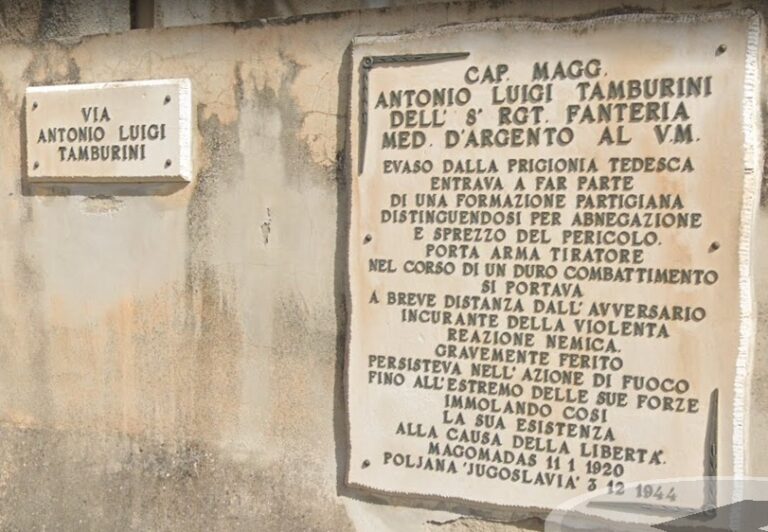 VIA
ANTONIO LUIGI
TAMBURINI
CAP. MAGG.
ANTONIO LUIGI TAMBURINI
DELL' 8° RGT. FANTERIA
MED. D'ARGENTO AL V.M.
EVASO DALLA PRIGIONIA TEDESCA
ENTRAVA A FAR PARTE
DI UNA FORMAZIONE PARTIGIANA
DISTINGUENDOSI PER ABNEGAZIONE
E SPREZZO DEL PERICOLO.
PORTA ARMA TIRATORE
NEL CORSO DI UN DURO COMBATTIMENTO
SI PORTAVA
A BREVE DISTANZA DALL'AVVERSARIO
INCURANTE DELLA VIOLENTA
REAZIONE NEMICA.
GRAVEMENTE FERITO
PERSISTEVA NELL'AZIONE DI FUOCO
FINO ALL'ESTREMO DELLE SUE FORZE
IMMOLANDO COSI
LA SUA ESISTENZA
ALLA CAUSA DELLA LIBERTA'.
MAGOMADAS 11 1 1920
POLJANA 'JUGOSLAVIA' 3 12 1944